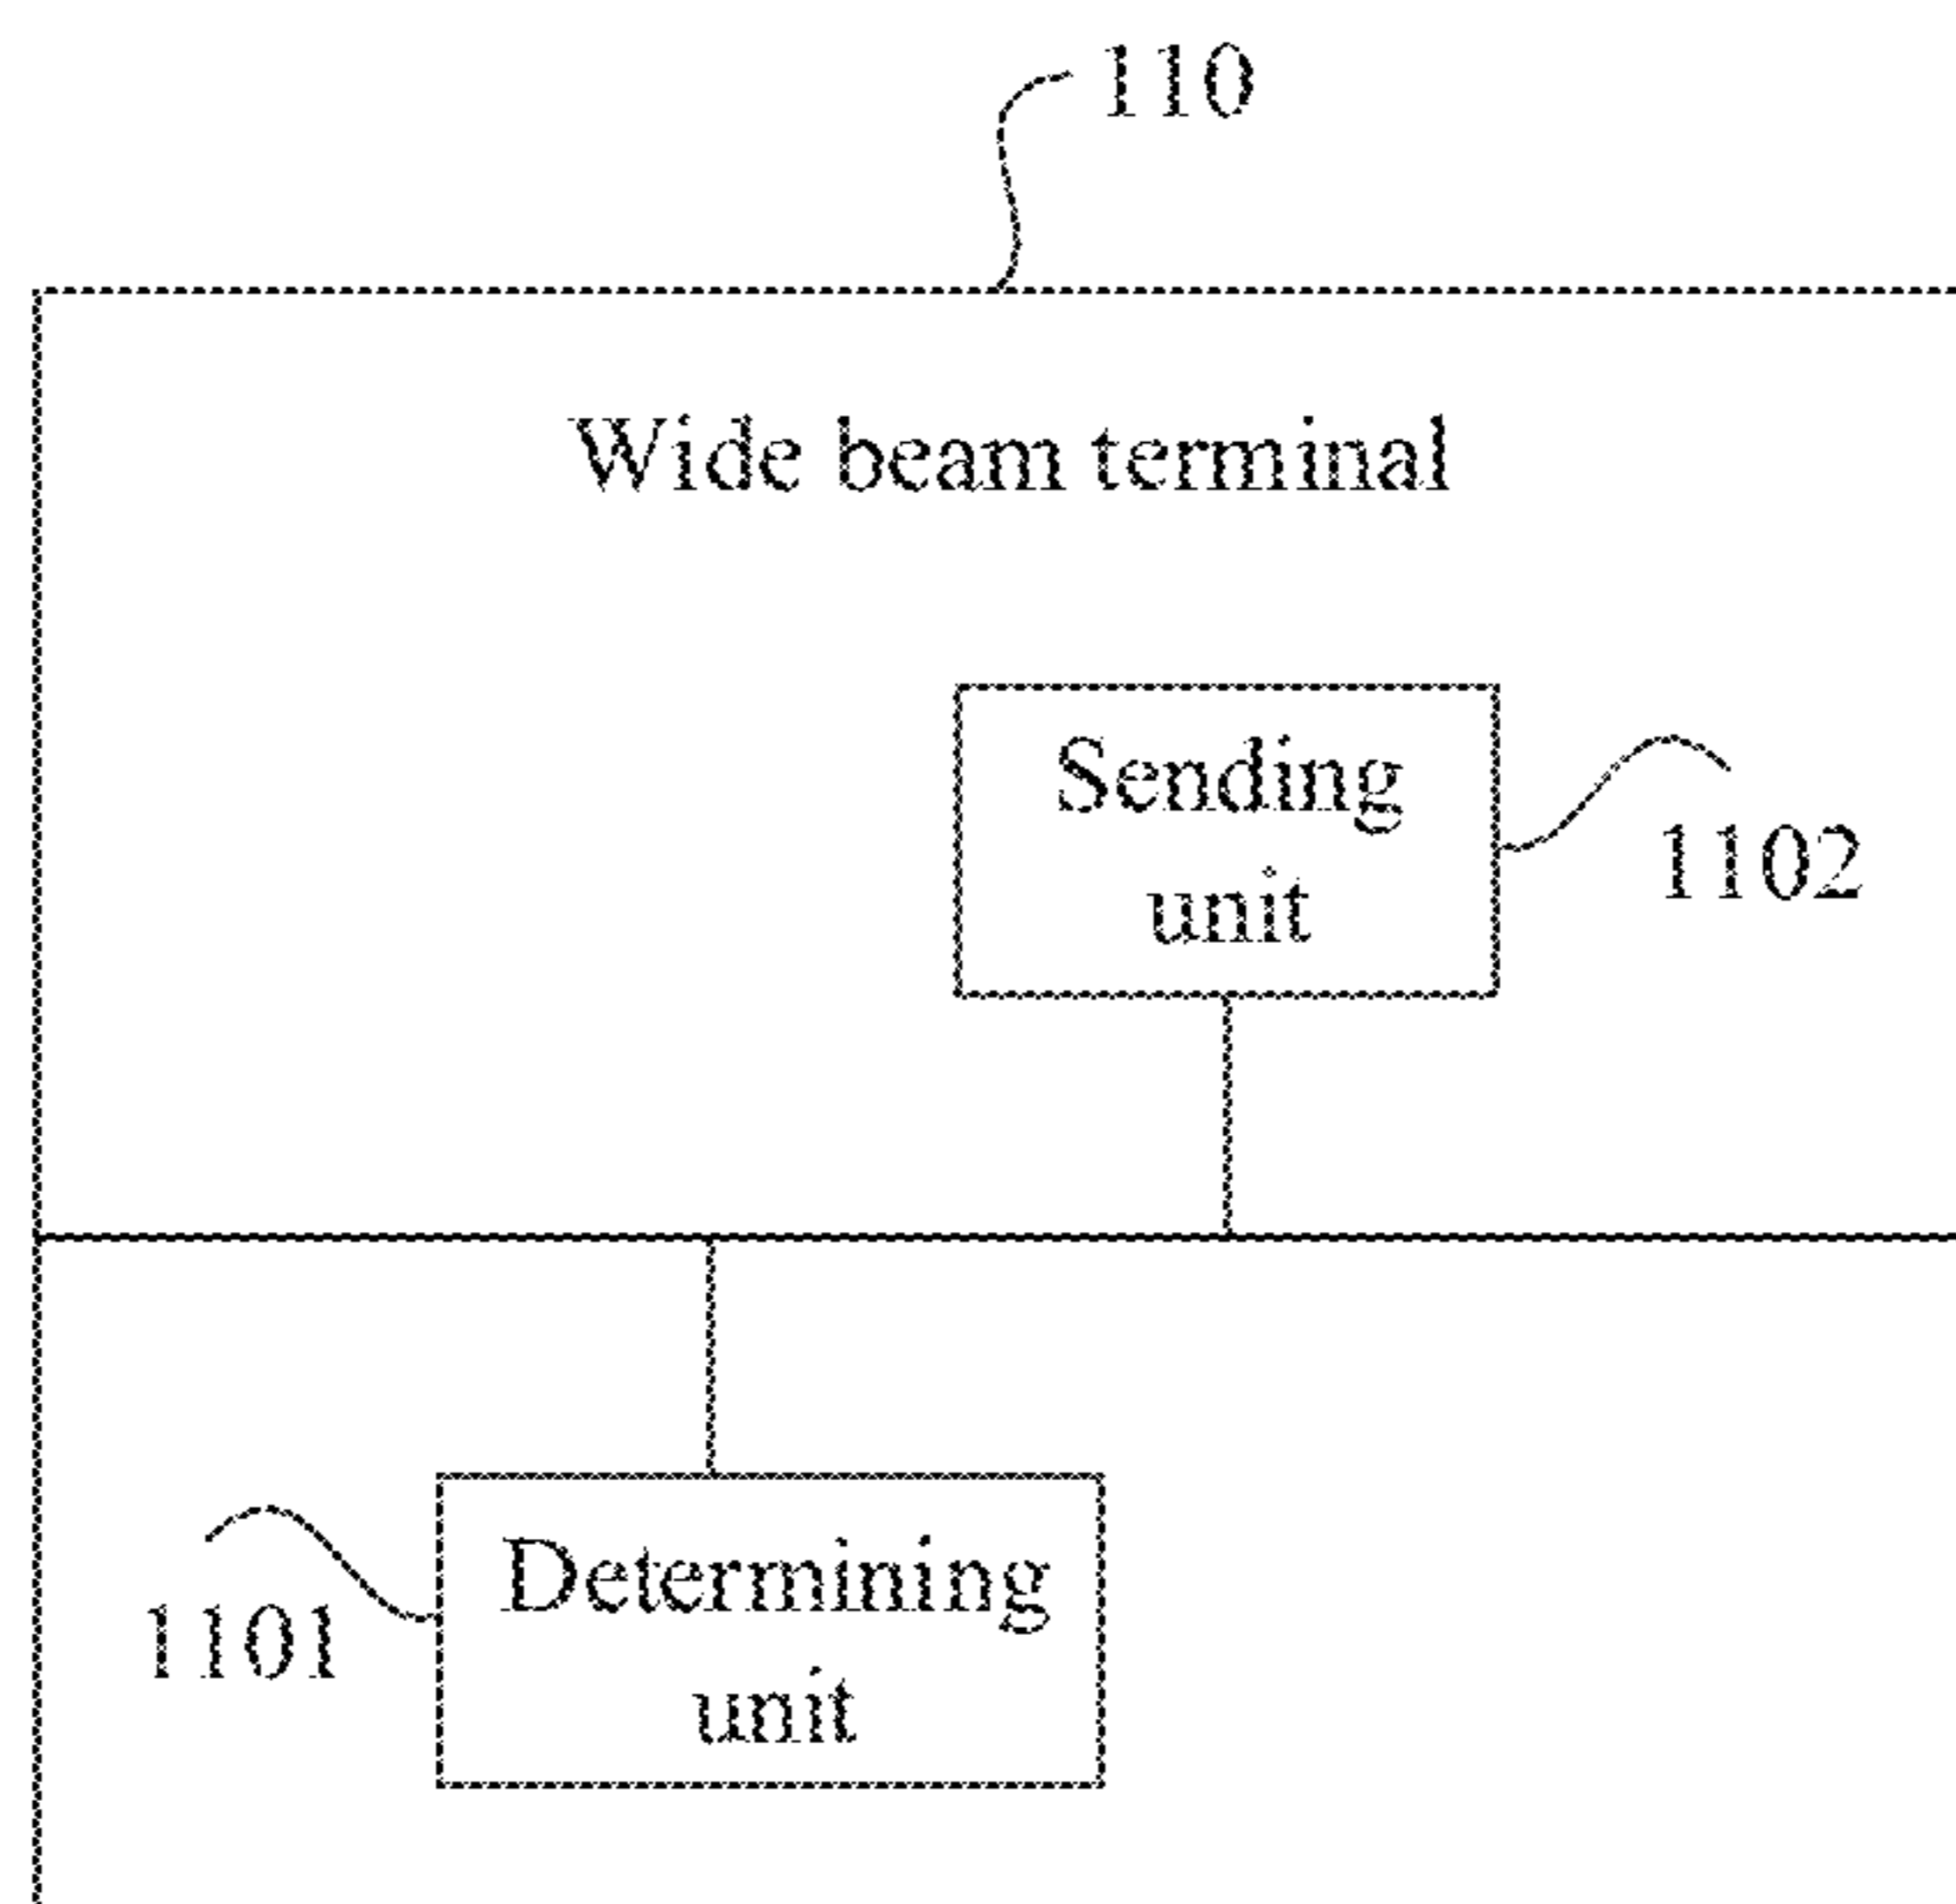 110
Wide beam terminal
Sending
unit
1102
Determining
unit
1101